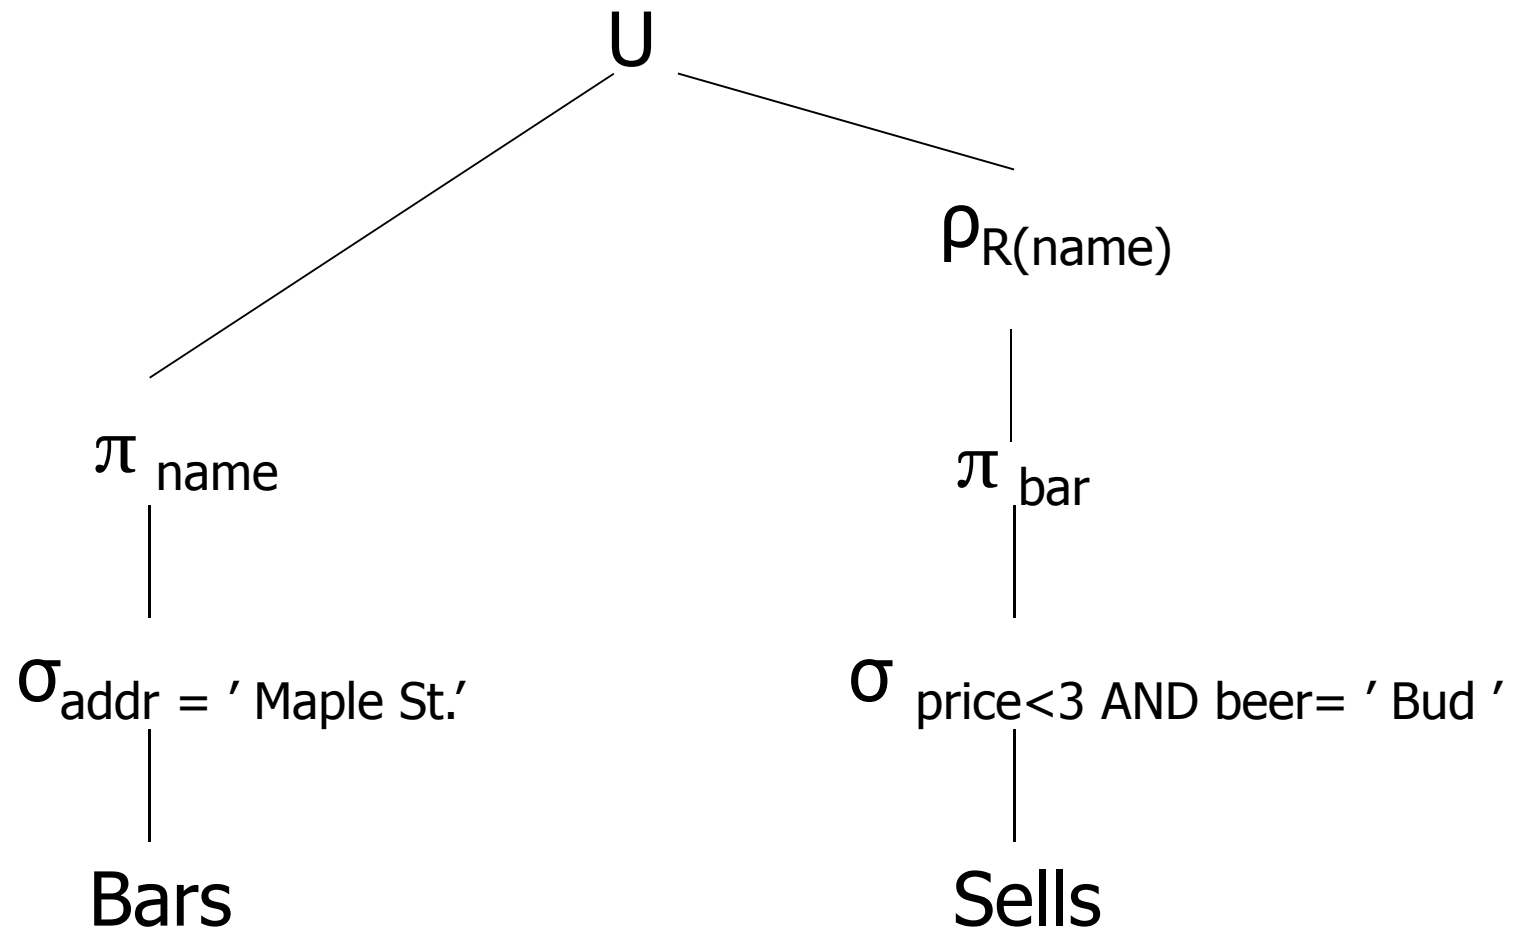 U
ρR(name)
π name
π bar
σaddr = ′ Maple St.′
σ price<3 AND beer= ′ Bud ′
Bars
Sells